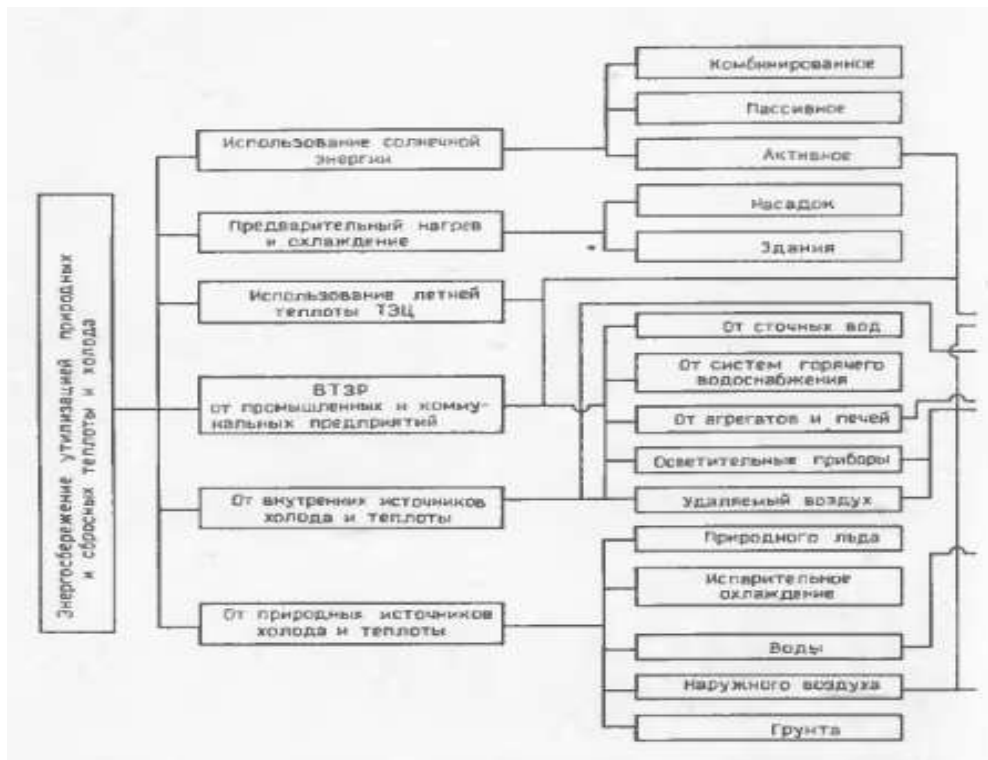 Энергосбережение утилизацией природных
и сбросных теплоты и холода
Использование солнечной
энергии
Предварительный нагрев
и охлаждение
Использование летней
теплоты ТЭЦ
ВТЭР
от промышленных и комму-
нальных предприятий
От внутренних источников
холода и теплоты
От природных источников
холода и теплоты
Комбинированное
Пассивное
Активное
Насадок
Здания
От сточных вод
От систем горячего
водоснабжения
От агрегатов и печей
Осветительные приборы
Удаляемый воздух
Природного льда
Испарительное
охлаждение
Воды
Наружного воздуха
Грунта